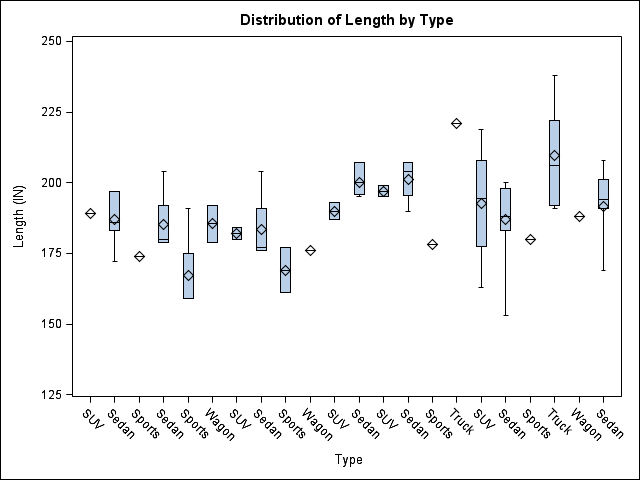 Distribution of Length by Type
250
225
200
175
150
125
Length (IN)
SUV
Sedan
Sports
Sedan
Sports
Wagon
SUV
Sedan
Sports
Wagon
SUV
Sedan
SUV
Sedan
Sports
Truck
SUV
Sedan
Sports
Truck
Wagon
Sedan
Type